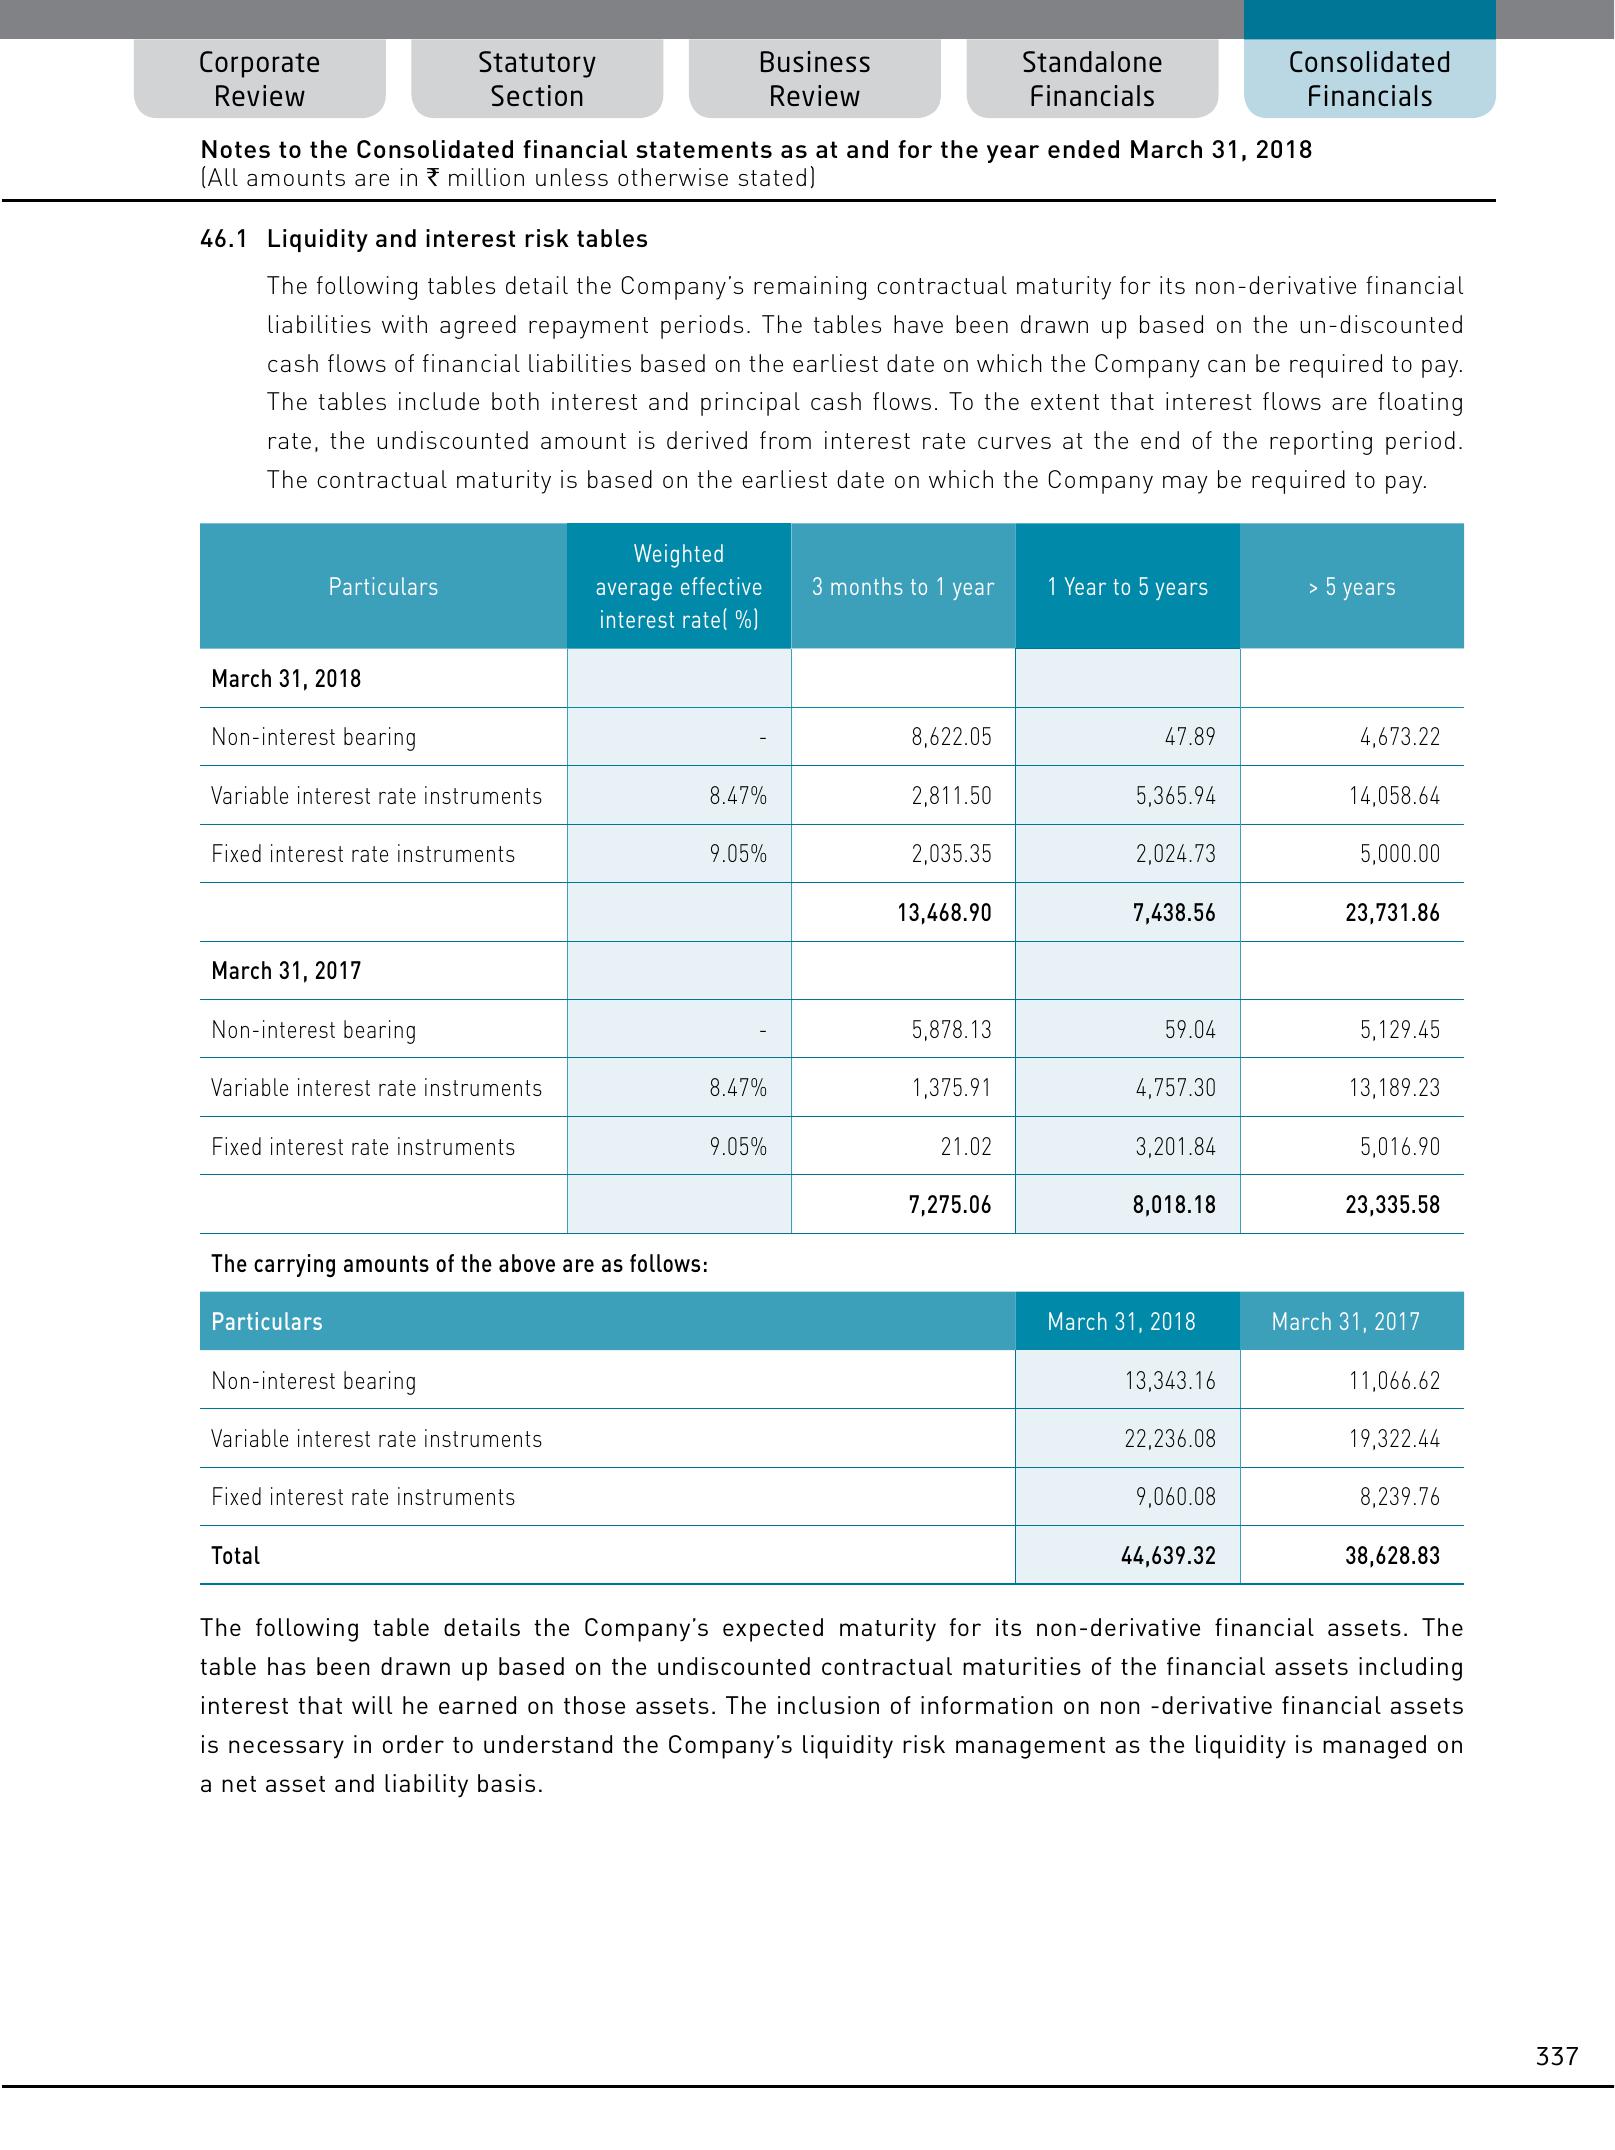 Corporate
Review
Statutory
Section
Business
Review
Standalone
Financials
Consolidated
Financials
Notes to the Consolidated financial statements as at and for the year ended March 31, 2018
(All amounts are in ₹ million unless otherwise stated)
46.1 Liquidity and interest risk tables
The following tables detail the Company’s remaining contractual maturity for its non-derivative financial
liabilities with agreed repayment periods. The tables have been drawn up based on the un-discounted
cash flows of financial liabilities based on the earliest date on which the Company can be required to pay.
The tables include both interest and principal cash flows. To the extent that interest flows are floating
rate, the undiscounted amount is derived from interest rate curves at the end of the reporting period.
The contractual maturity is based on the earliest date on which the Company may be required to pay.
Particulars
Weighted
average effective
interest rate( %)
3 months to 1 year
1 Year to 5 years
> 5 years
March 31, 2018
Non-interest bearing - 8,622.05 47.89 4,673.22
Variable interest rate instruments 8.47% 2,811.50 5,365.94 14,058.64
Fixed interest rate instruments 9.05% 2,035.35 2,024.73 5,000.00
13,468.90 7,438.56 23,731.86
March 31, 2017
Non-interest bearing - 5,878.13 59.04 5,129.45
Variable interest rate instruments 8.47% 1,375.91 4,757.30 13,189.23
Fixed interest rate instruments 9.05% 21.02 3,201.84 5,016.90
7,275.06 8,018.18 23,335.58
The carrying amounts of the above are as follows:
Particulars March 31, 2018 March 31, 2017
Non-interest bearing 13,343.16 11,066.62
Variable interest rate instruments 22,236.08 19,322.44
Fixed interest rate instruments 9,060.08 8,239.76
Total 44,639.32 38,628.83
The following table details the Company’s expected maturity for its non-derivative financial assets. The
table has been drawn up based on the undiscounted contractual maturities of the financial assets including
interest that will he earned on those assets. The inclusion of information on non -derivative financial assets
is necessary in order to understand the Company’s liquidity risk management as the liquidity is managed on
a net asset and liability basis.
337